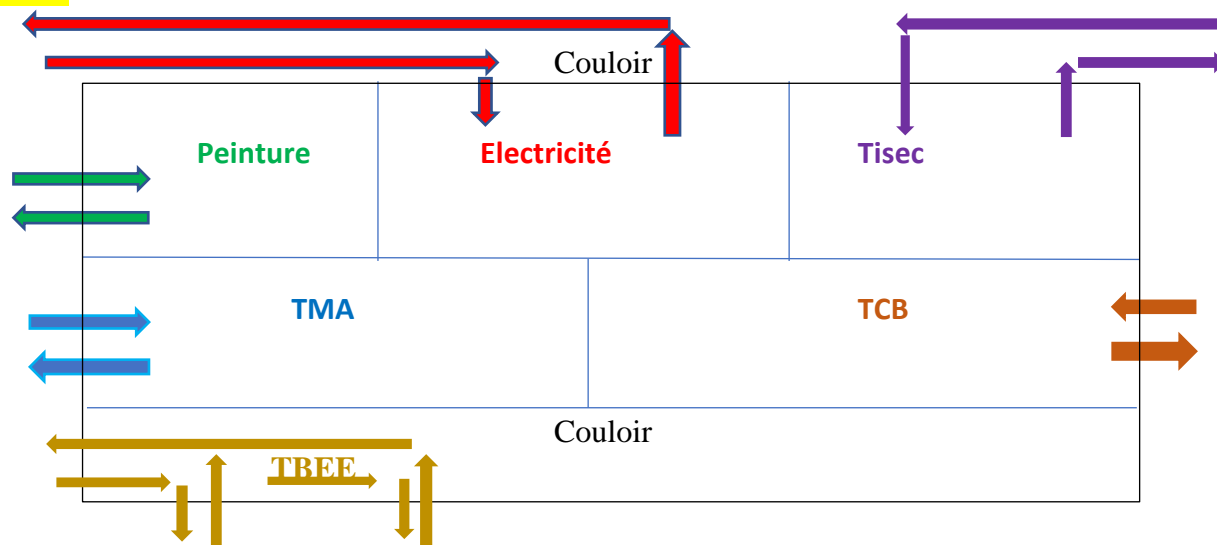 Couloir
Peinture
Electricité
Tisec
TMA
TCB
Couloir
TBEE